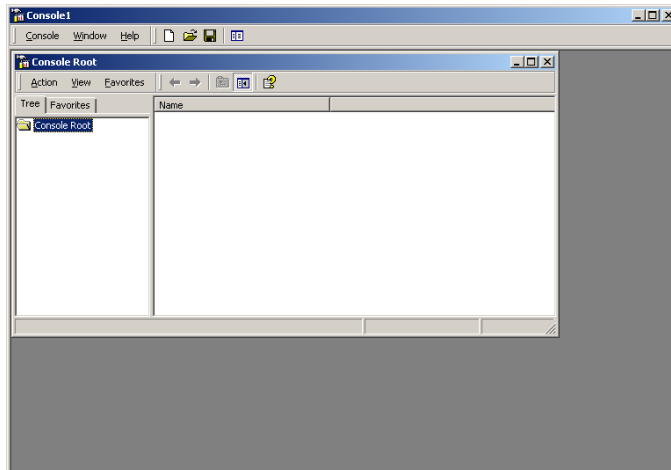 Console1
Console Window Help
Console Root
Action View Favorites
Tree Favorites Name
Console Root